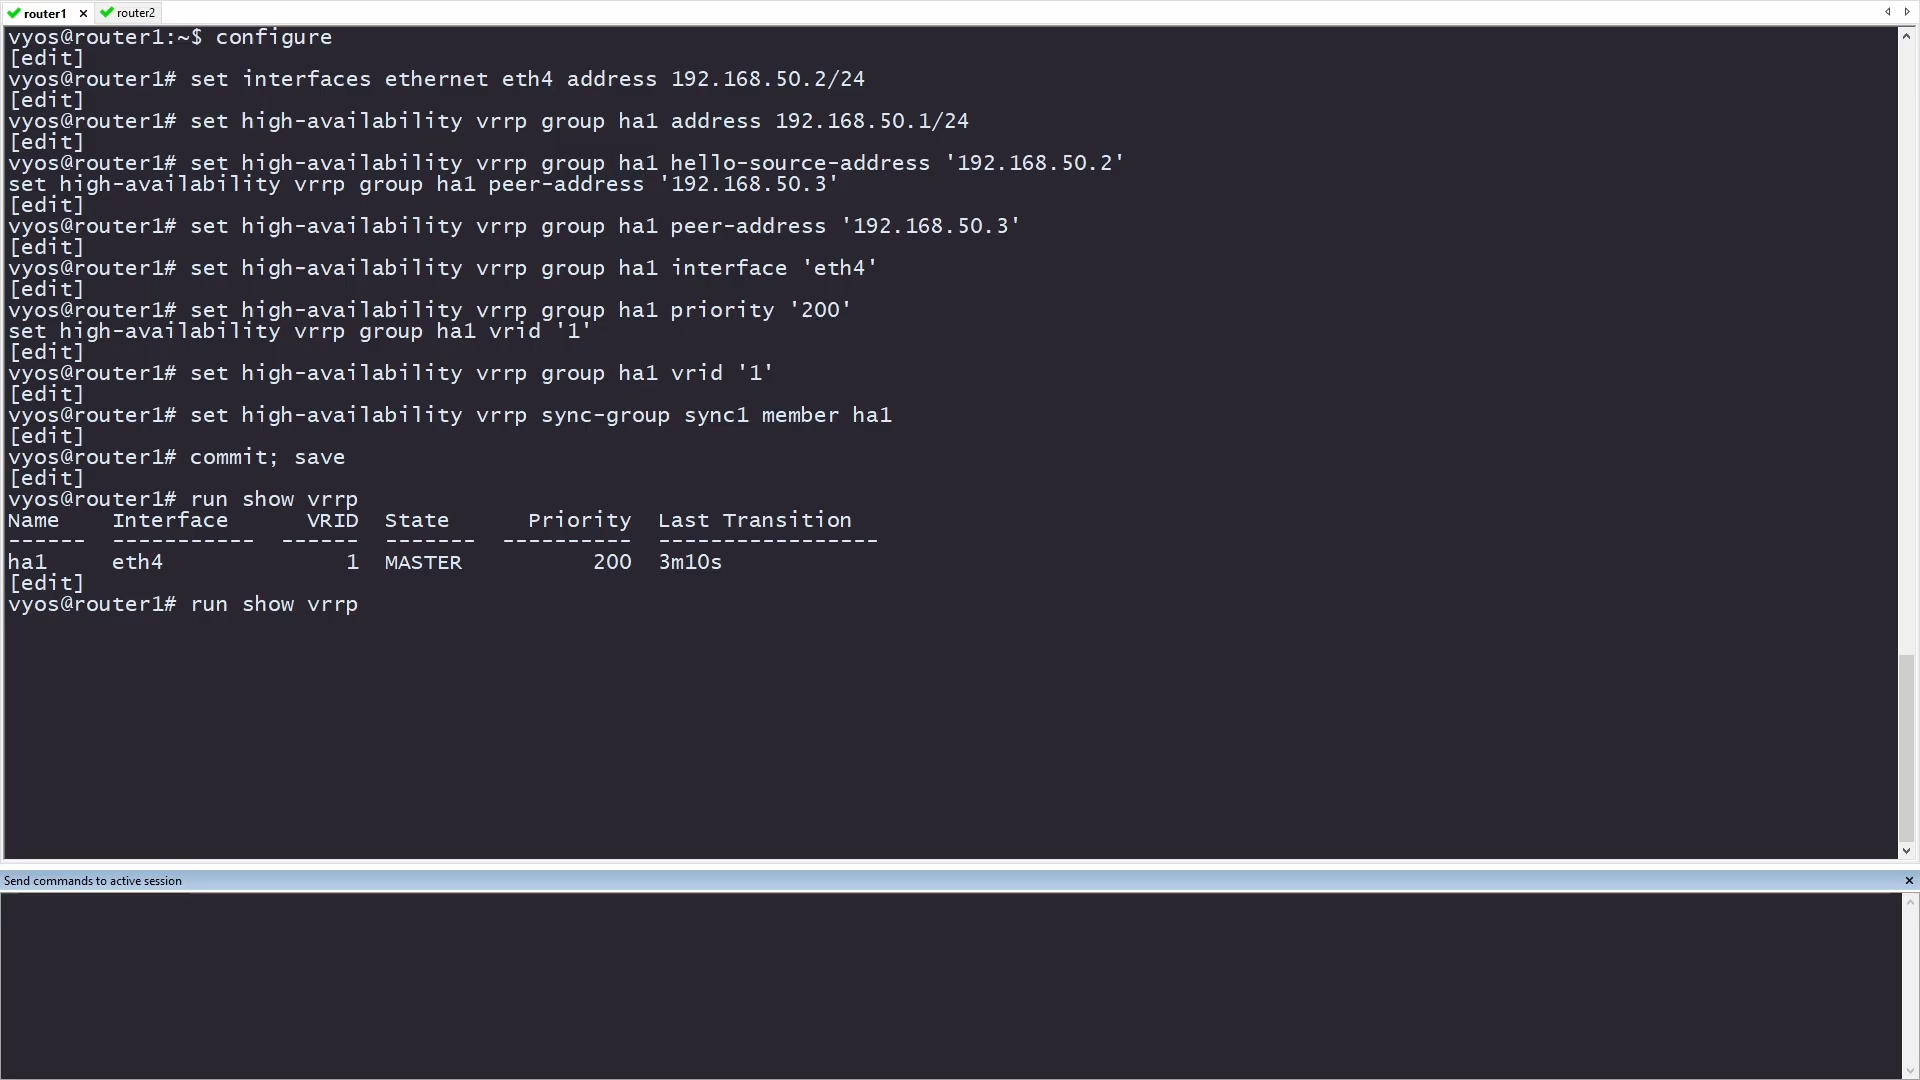 router1 router2
vyos@router1:~$ configure
[edit]
vyos@router1# set interfaces ethernet eth4 address 192.168.50.2/24
[edit]
vyos@router1# set high-availability vrrp group ha1 address 192.168.50.1/24
[edit]
vyos@router1# set high-availability vrrp group ha1 hello-source-address '192.168.50.2'
set high-availability vrrp group ha1 peer-address '192.168.50.3'
[edit]
vyos@router1# set high-availability vrrp group ha1 peer-address '192.168.50.3'
[edit]
vyos@router1# set high-availability vrrp group ha1 interface 'eth4'
[edit]
vyos@router1# set high-availability vrrp group ha1 priority '200'
set high-availability vrrp group ha1 vrid '1'
[edit]
vyos@router1# set high-availability vrrp group ha1 vrid '1'
[edit]
vyos@router1# set high-availability vrrp sync-group sync1 member ha1
[edit]
vyos@router1# commit; save
[edit]
vyos@router1# run show vrrp
Name    Interface      VRID  State      Priority  Last Transition
------  -----------  ------  -------  ----------  -----------------
ha1     eth4              1  MASTER          200  3m10s
[edit]
vyos@router1# run show vrrp
Send commands to active session